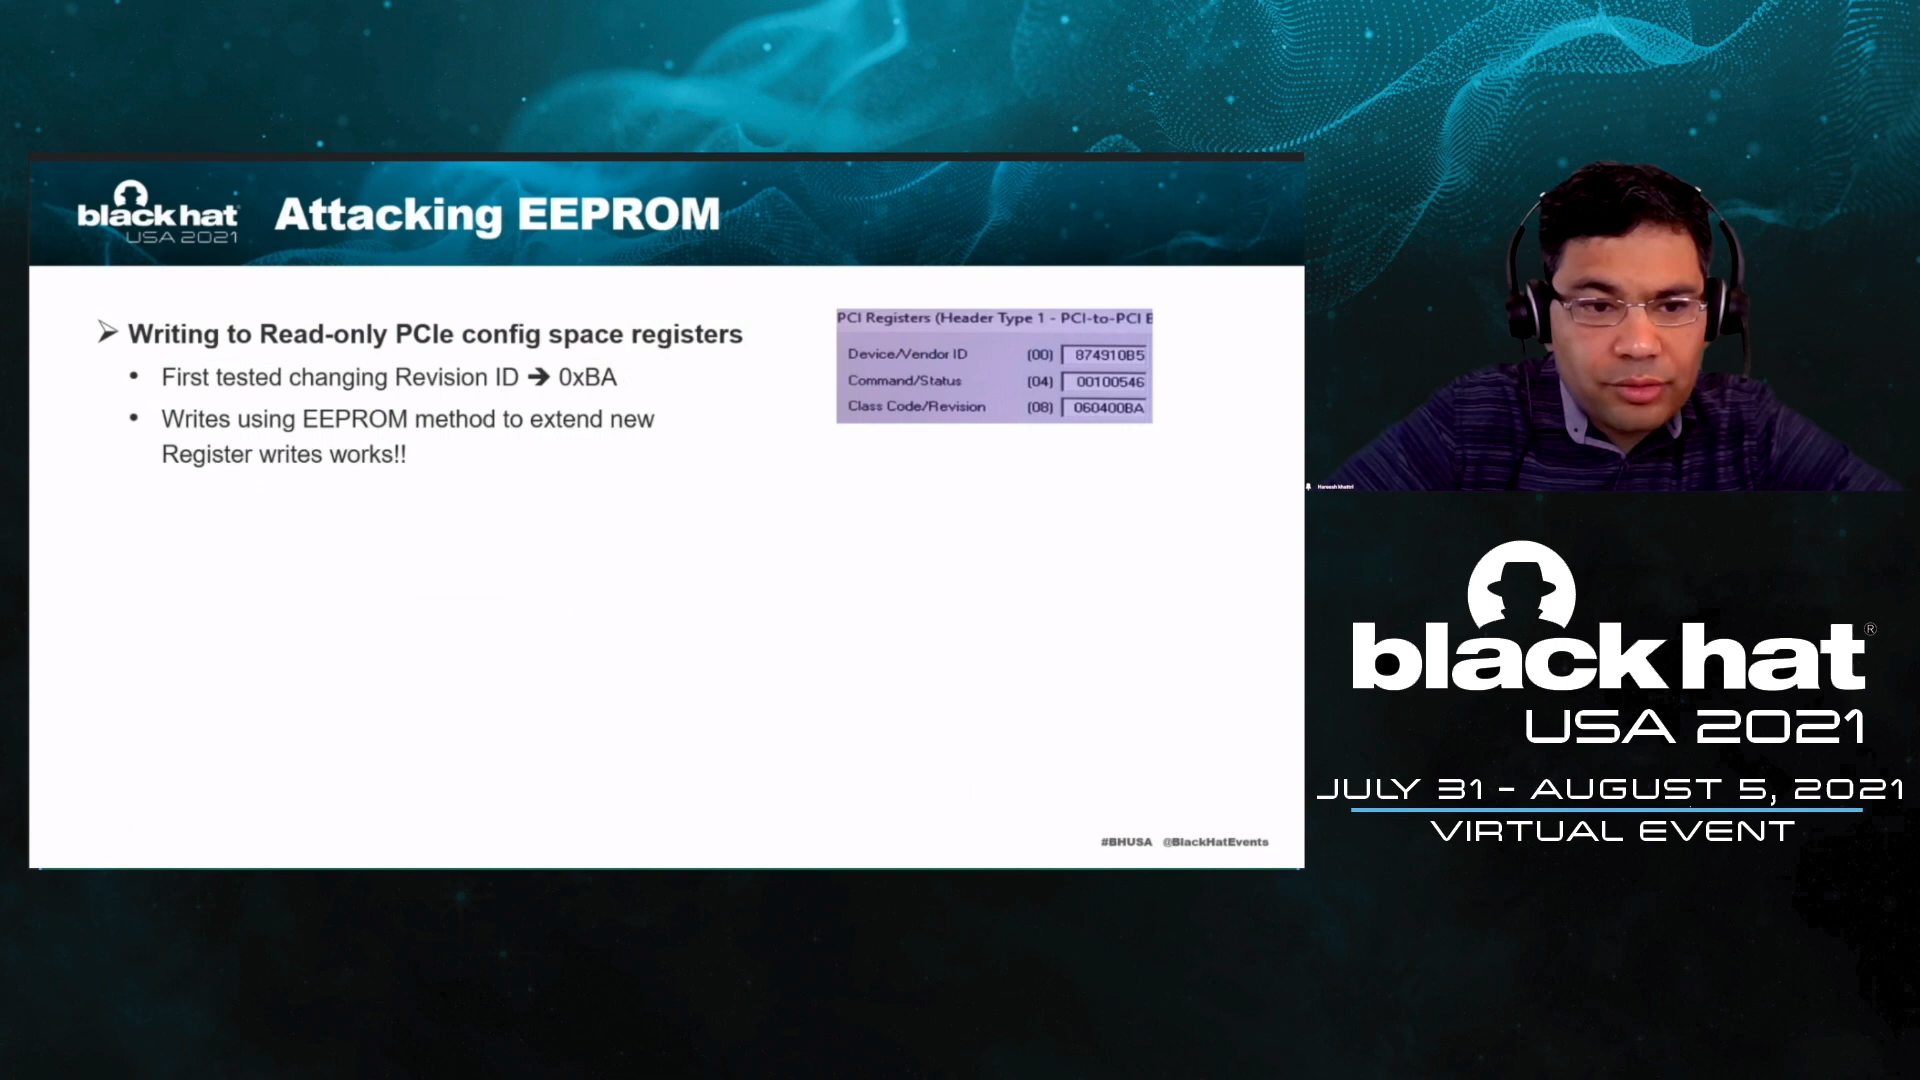 black hat
USA 2021
Attacking EEPROM
➢ Writing to Read-only PCIe config space registers
• First tested changing Revision ID ➔ 0xBA
• Writes using EEPROM method to extend new
Register writes works!!
PCI Registers (Header Type 1 - PCI-to-PCI
Device/Vendor ID (00) 874910B5
Command/Status (04) 00100546
Class Code/Revision (08) 060400BA
#BHUSA @BlackHatEvents
Hareesh khattri
black hat®
USA 2021
JULY 31 - AUGUST 5, 2021
VIRTUAL EVENT